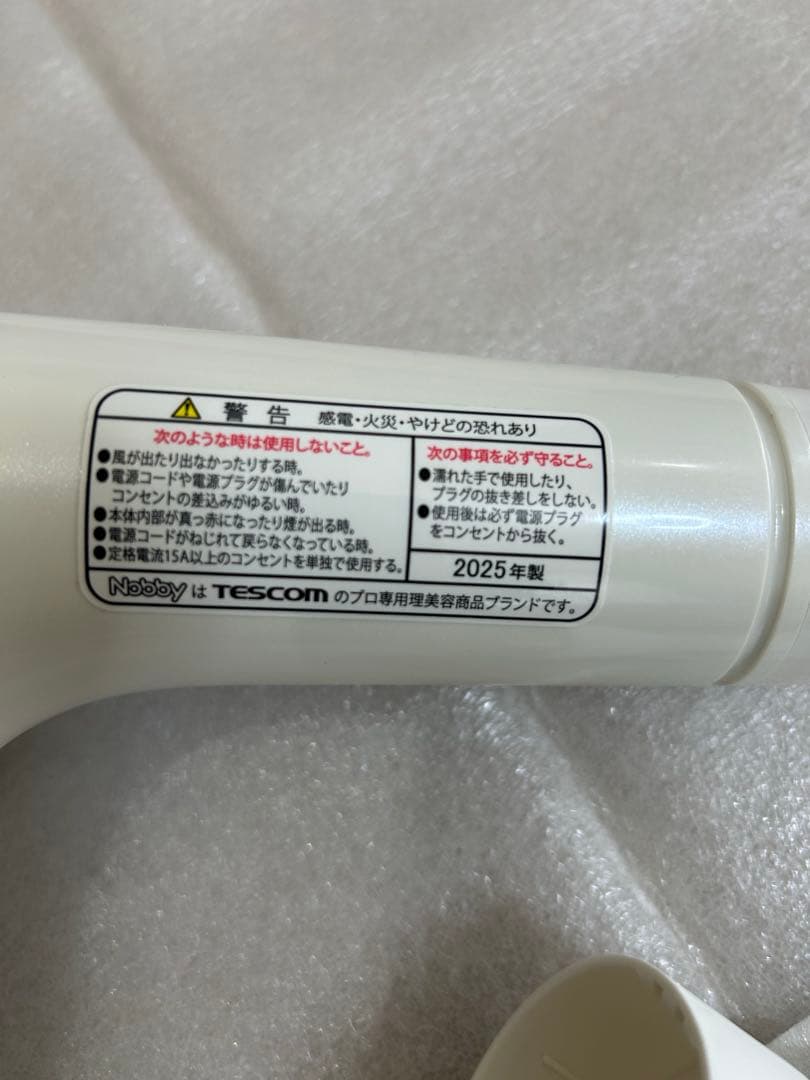 警告 感電・火災・やけどの恐れあり
次のような時は使用しないこと。
●風が出たり出なかったりする時。
●電源コードや電源プラグが傷んでいたり
コンセントの差込みがゆるい時。
●本体内部が真っ赤になったり煙が出る時。
●電源コードがねじれて戻らなくなっている時。
●定格電流15A以上のコンセントを単独で使用する。
次の事項を必ず守ること。
●濡れた手で使用したり、
プラグの抜き差しをしない。
●使用後は必ず電源プラグ
をコンセントから抜く。
2025年製
Nobby は TESCOM のプロ専用理美容商品ブランドです。